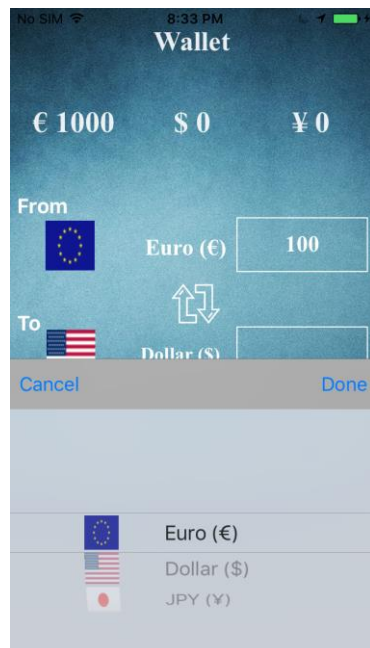 No SIM 8:33 PM
Wallet
€ 1000 $ 0 ¥ 0
From
Euro (€) 100
To
Dollar ($)
Cancel Done
Euro (€)
Dollar ($)
JPY (¥)